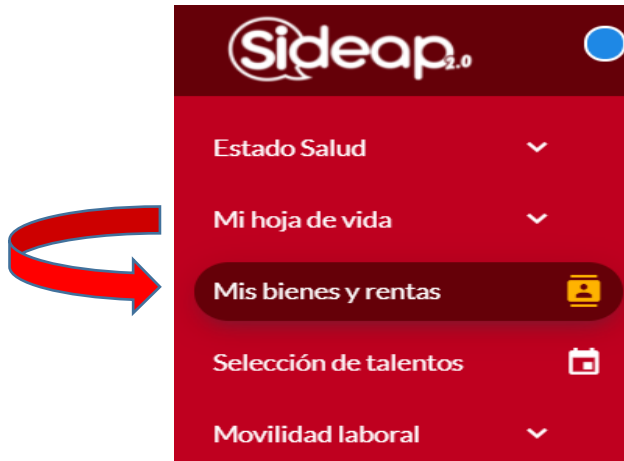 Sideap 2.0
Estado Salud
Mi hoja de vida
Mis bienes y rentas
Selección de talentos
Movilidad laboral